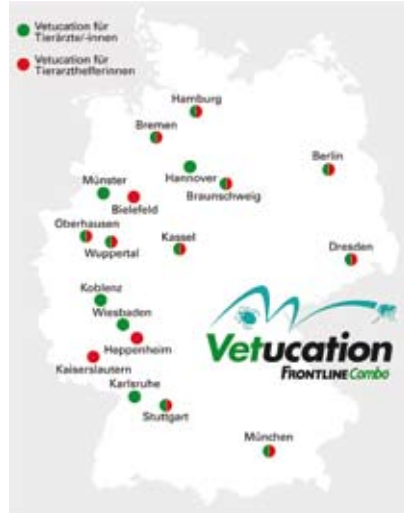 Vetucation für
Tierärzte/-innen
Vetucation für
Tierarzthelferinnen
Hamburg
Bremen
Berlin
Hannover
Münster
Braunschweig
Bielefeld
Oberhausen
Kassel
Wuppertal
Dresden
Koblenz
Wiesbaden
Vetucation
Heppenheim
FRONTLINE Combo
Kaiserslautern
Karlsruhe
Stuttgart
München